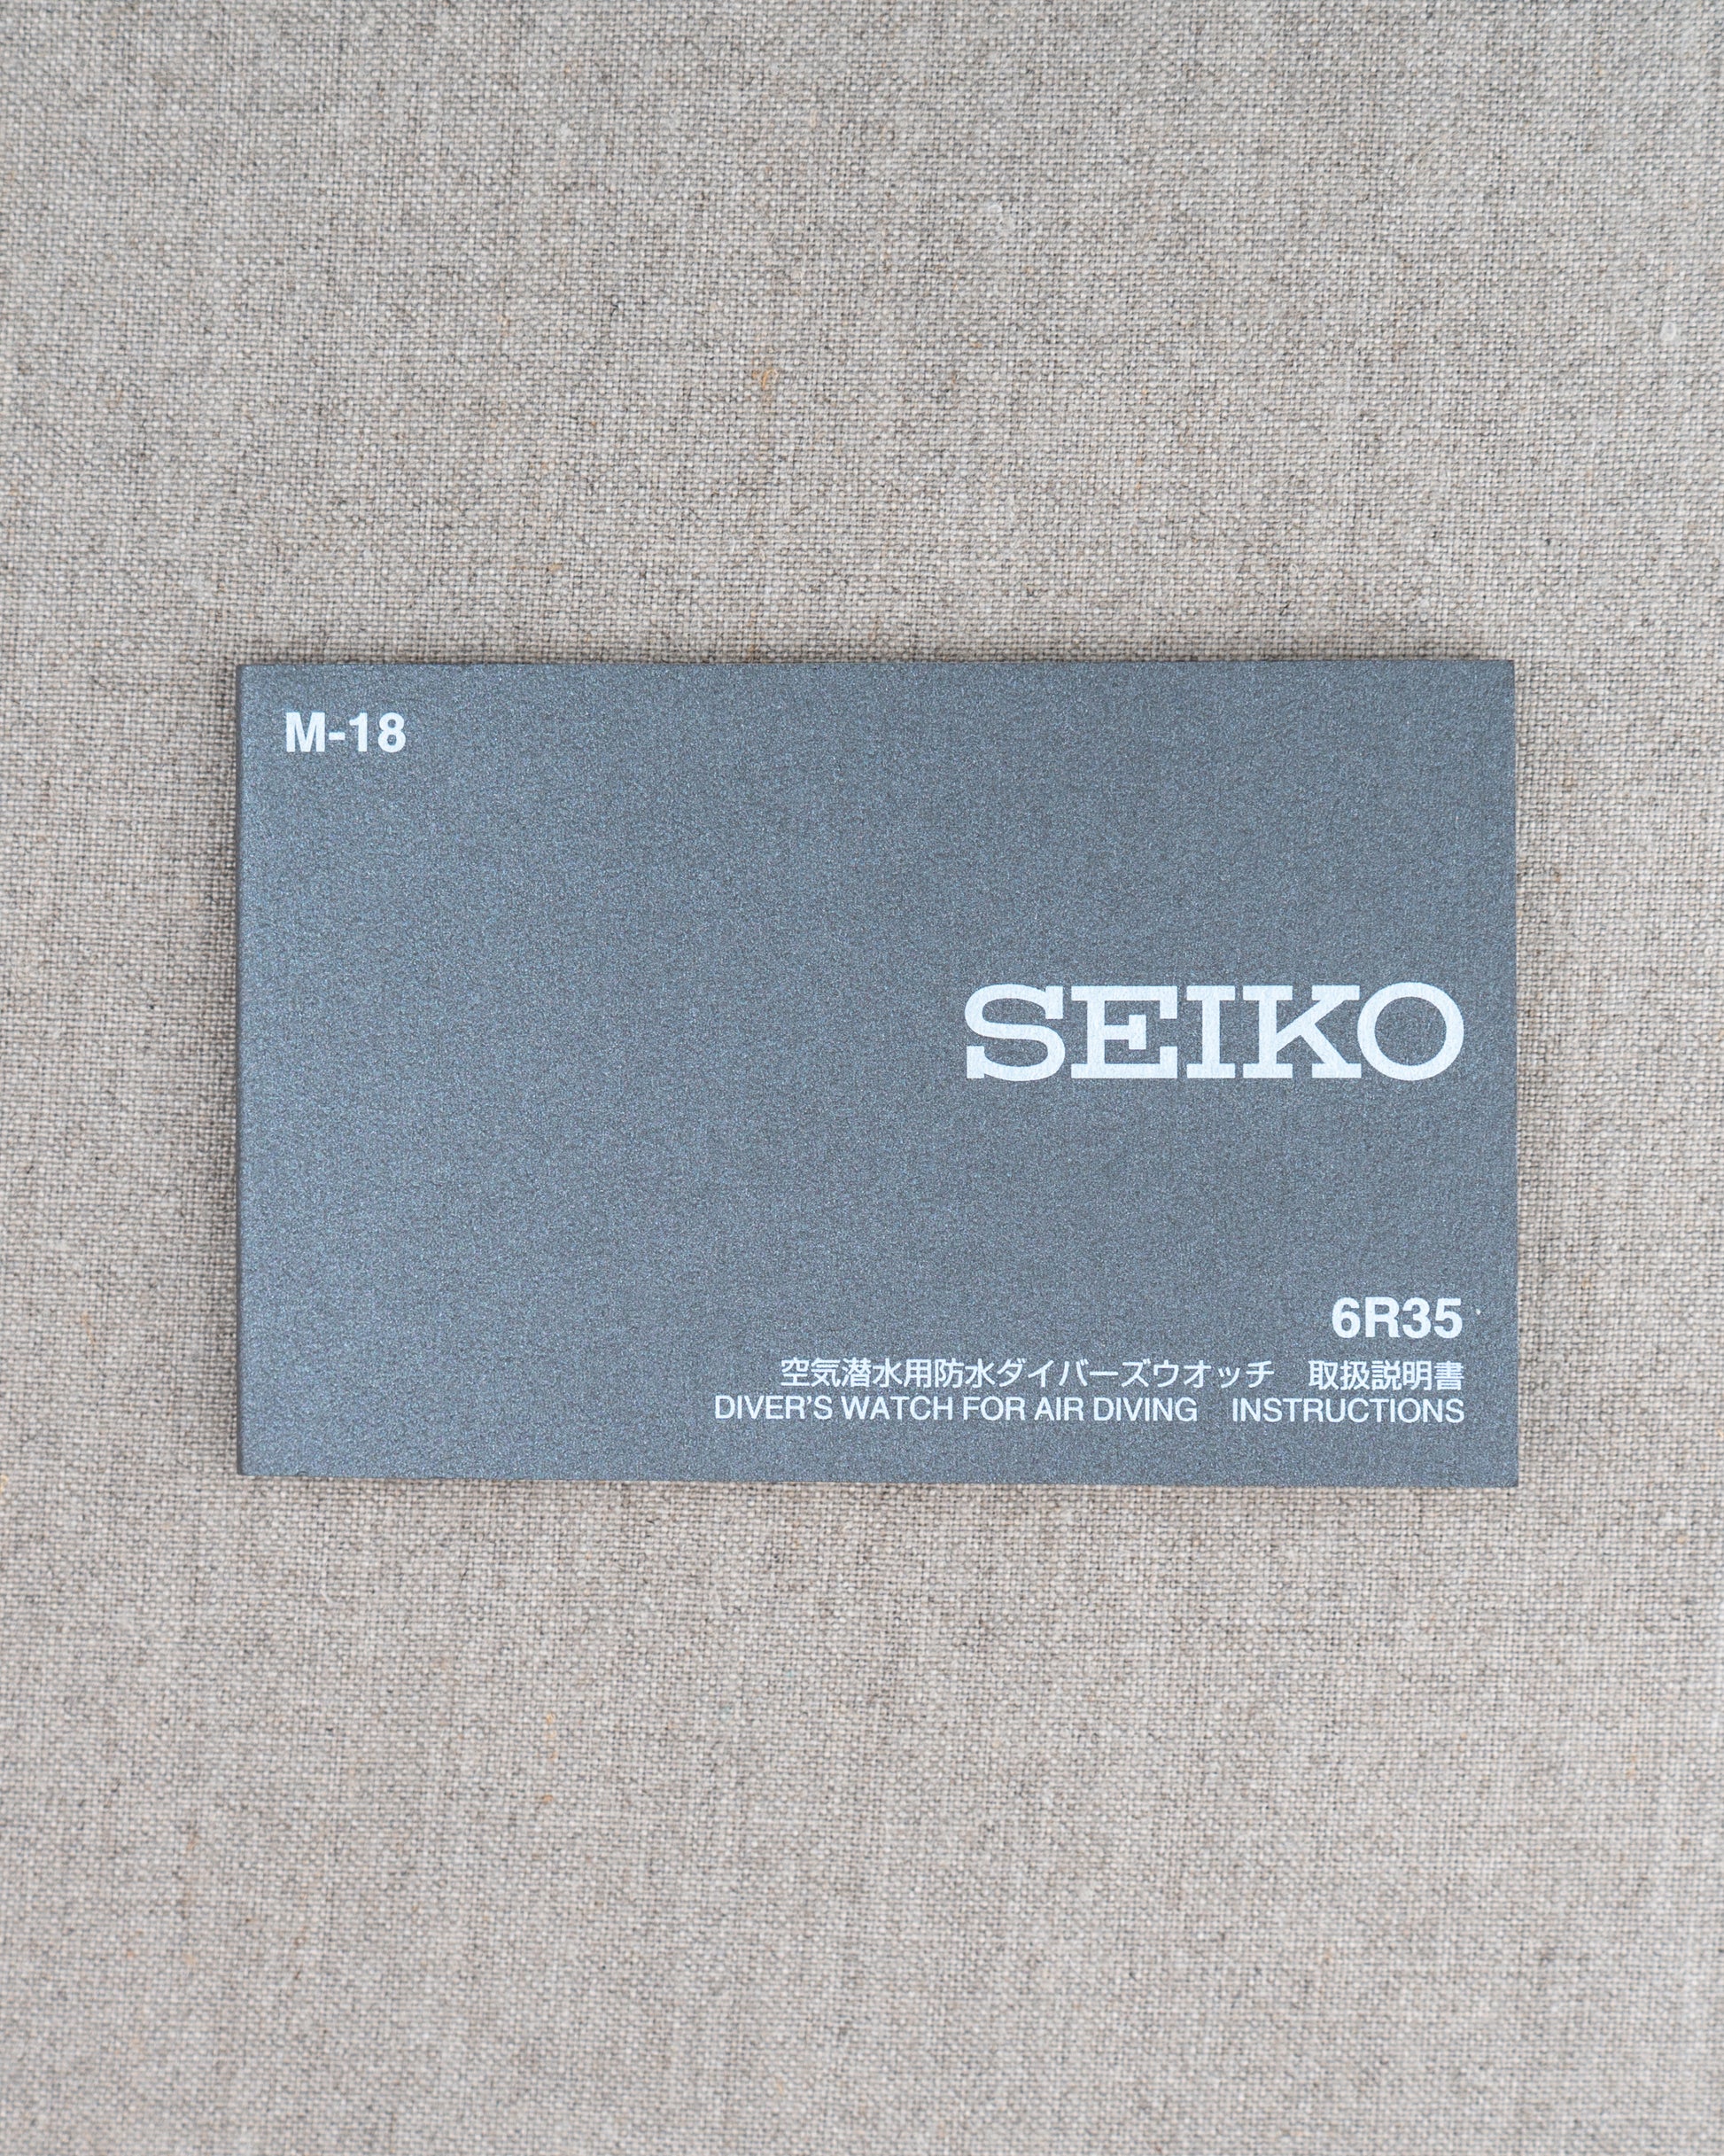 M-18
SEIKO
6R35
空気潜水用防水ダイバーズウオッチ　取扱説明書
DIVER'S WATCH FOR AIR DIVING　INSTRUCTIONS